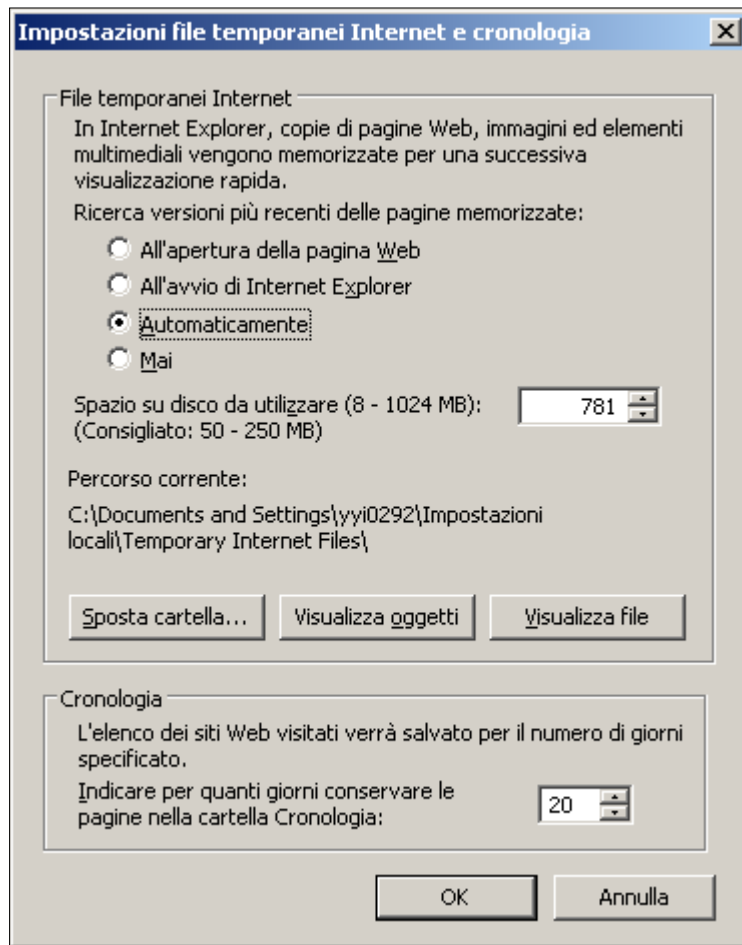 Impostazioni file temporanei Internet e cronologia
File temporanei Internet
In Internet Explorer, copie di pagine Web, immagini ed elementi
multimediali vengono memorizzate per una successiva
visualizzazione rapida.
Ricerca versioni più recenti delle pagine memorizzate:
All'apertura della pagina Web
All'avvio di Internet Explorer
Automaticamente
Mai
Spazio su disco da utilizzare (8 - 1024 MB): 781
(Consigliato: 50 - 250 MB)
Percorso corrente:
C:\Documents and Settings\yyi0292\Impostazioni
locali\Temporary Internet Files\
Sposta cartella... Visualizza oggetti Visualizza file
Cronologia
L'elenco dei siti Web visitati verrà salvato per il numero di giorni
specificato.
Indicare per quanti giorni conservare le
pagine nella cartella Cronologia: 20
OK Annulla